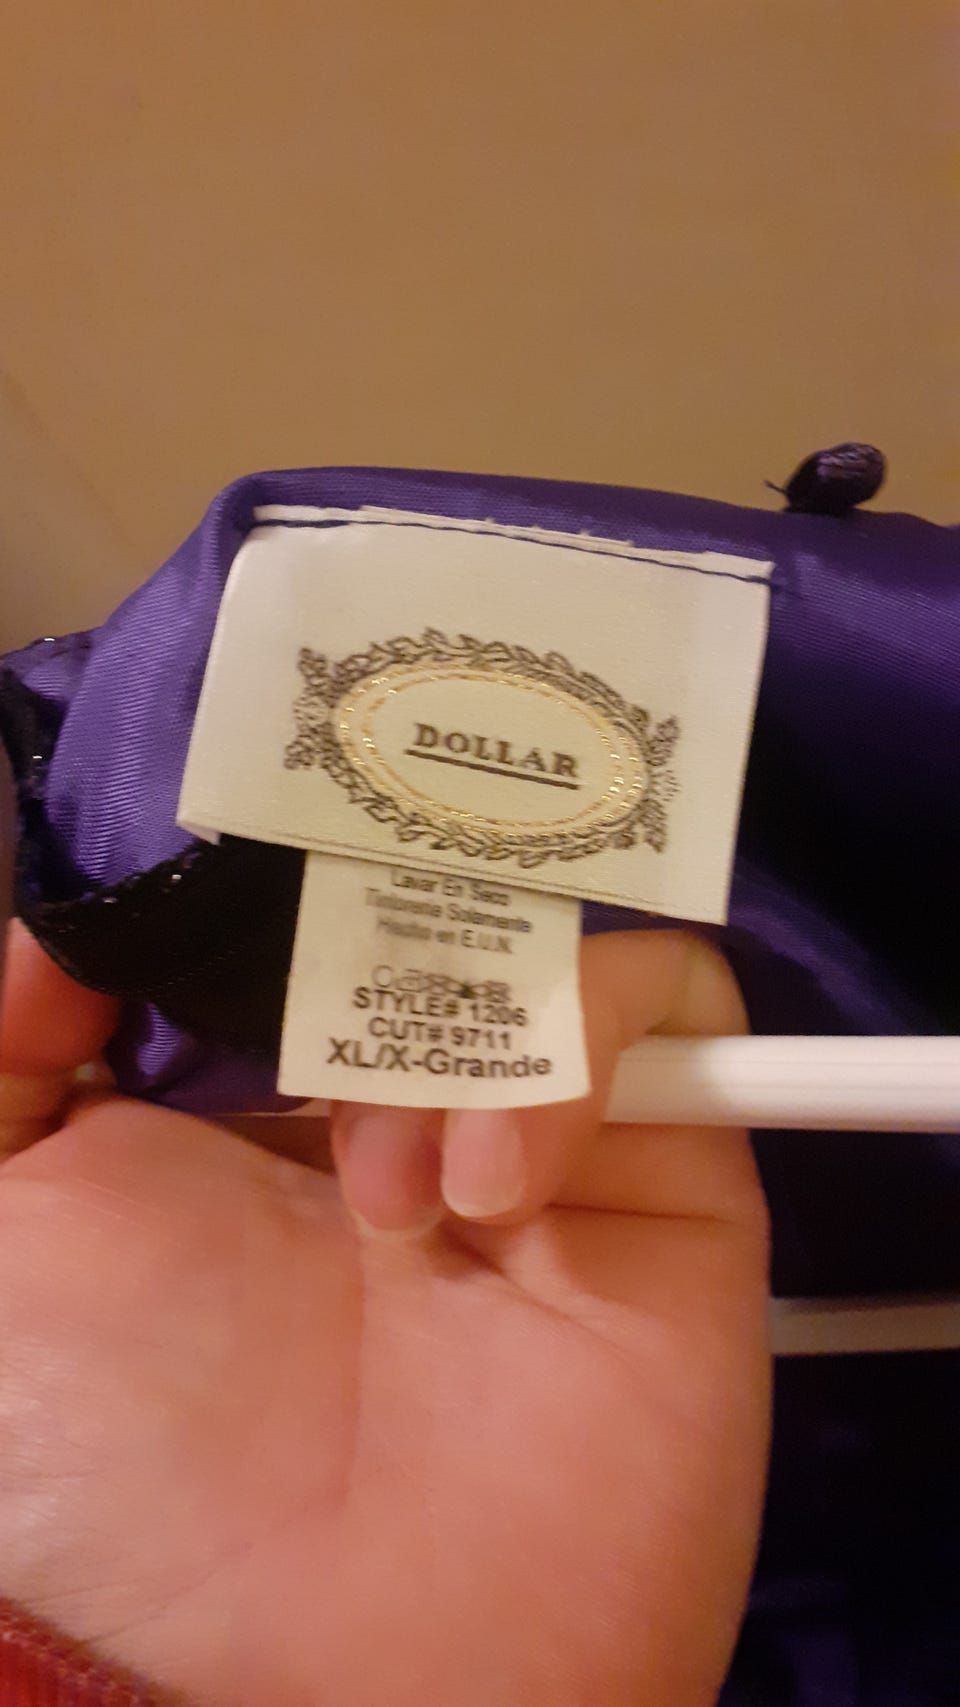 DOLLAR
Lavar En Seco
Tintoreria Solamente
Hecho en E.U.N.
STYLE# 1206
CUT# 9711
XL/X-Grande